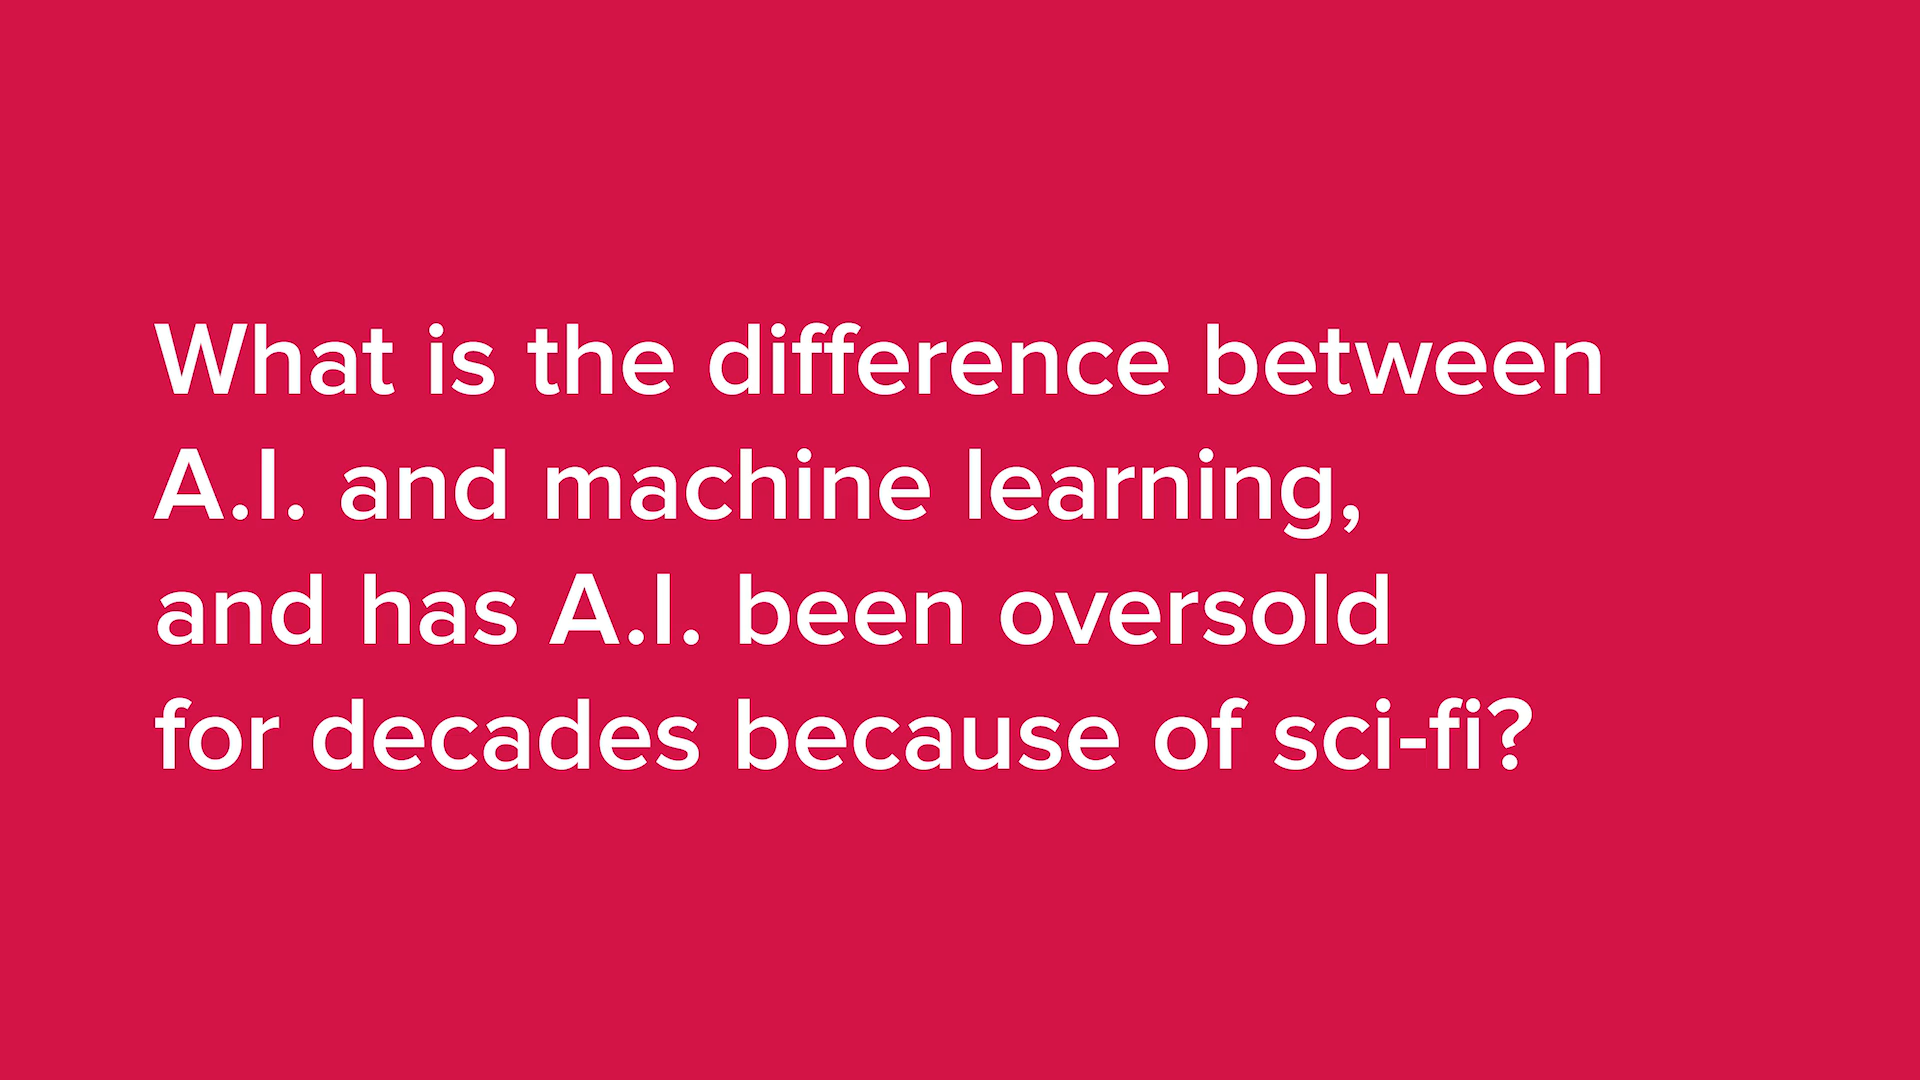 What is the difference between
A.I. and machine learning,
and has A.I. been oversold
for decades because of sci-fi?